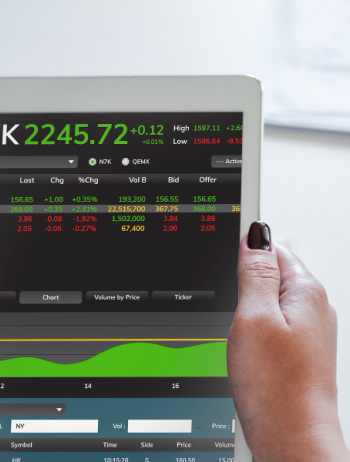 K 2245.72 +0.12 High 1597.11 +2.6
+0.01% Low 1586.64 -9.5
N7K QEMX --- Active
Last Chg %Chg Vol B Bid Offer
156.65 +1.00 +0.35% 193,200 156.55 156.65
368.00 +0.35 +2.41% 22,515,700 367.75 368.00 36
3.86 -0.08 -1.92% 1,502,000 3.84 3.86
2.05 -0.05 -0.27% 67,400 2.00 2.05
Chart Volume by Price Ticker
2 14 16
NY Vol : Price :
Symbol Time Side Price Volum
HK 10:15:28 S 160.50 15,00